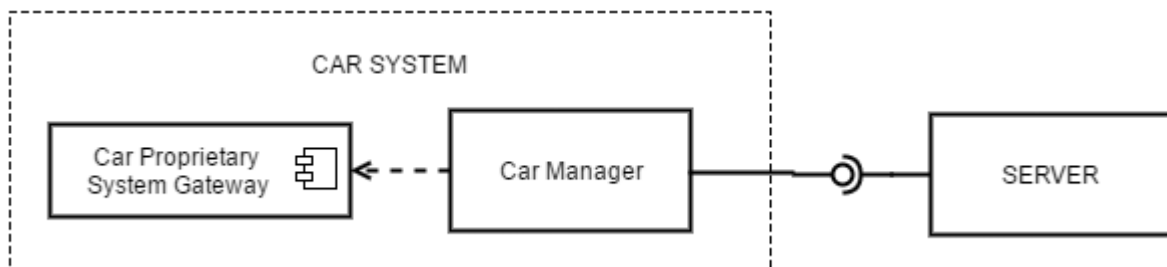 CAR SYSTEM
Car Proprietary
System Gateway
Car Manager
SERVER